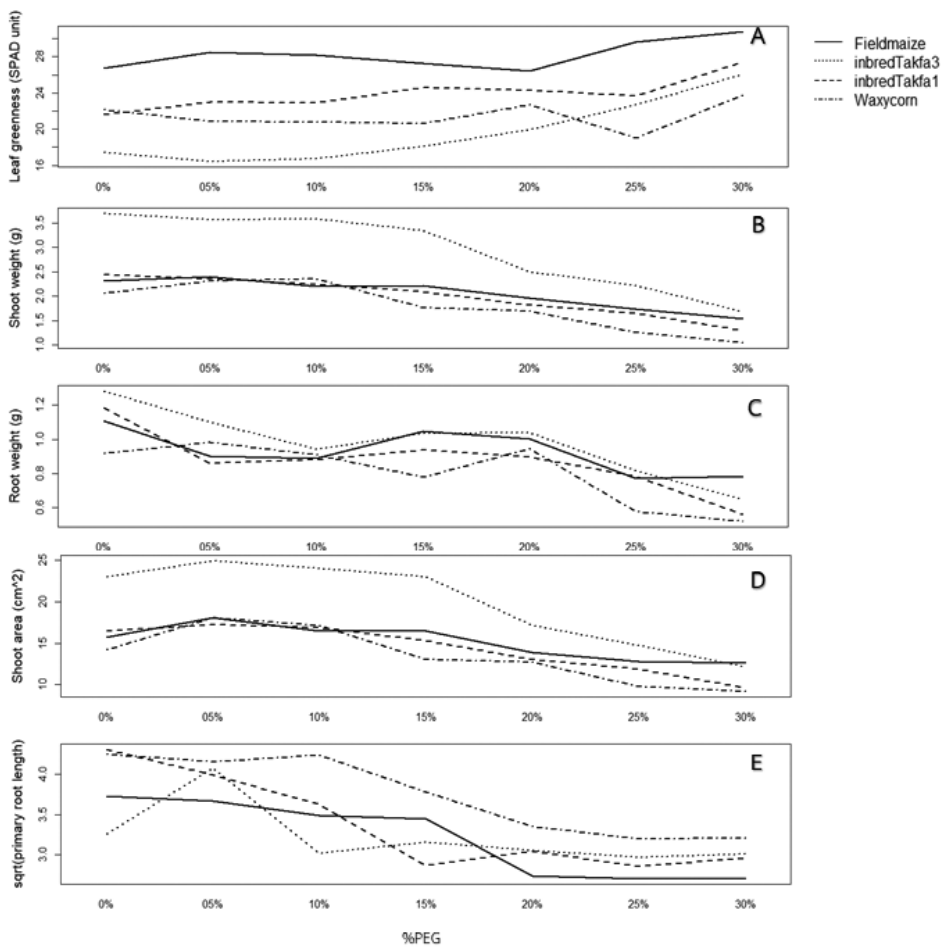 A
Leaf greenness (SPAD unit)
28
24
20
16
0% 05% 10% 15% 20% 25% 30%
Fieldmaize
inbredTakfa3
inbredTakfa1
Waxycorn
B
Shoot weight (g)
3.5
3.0
2.5
2.0
1.5
1.0
0% 05% 10% 15% 20% 25% 30%
C
Root weight (g)
1.2
1.0
0.8
0.6
0% 05% 10% 15% 20% 25% 30%
D
Shoot area (cm^2)
25
20
15
10
0% 05% 10% 15% 20% 25% 30%
E
sqrt(primary root length)
4.0
3.5
3.0
0% 05% 10% 15% 20% 25% 30%
%PEG